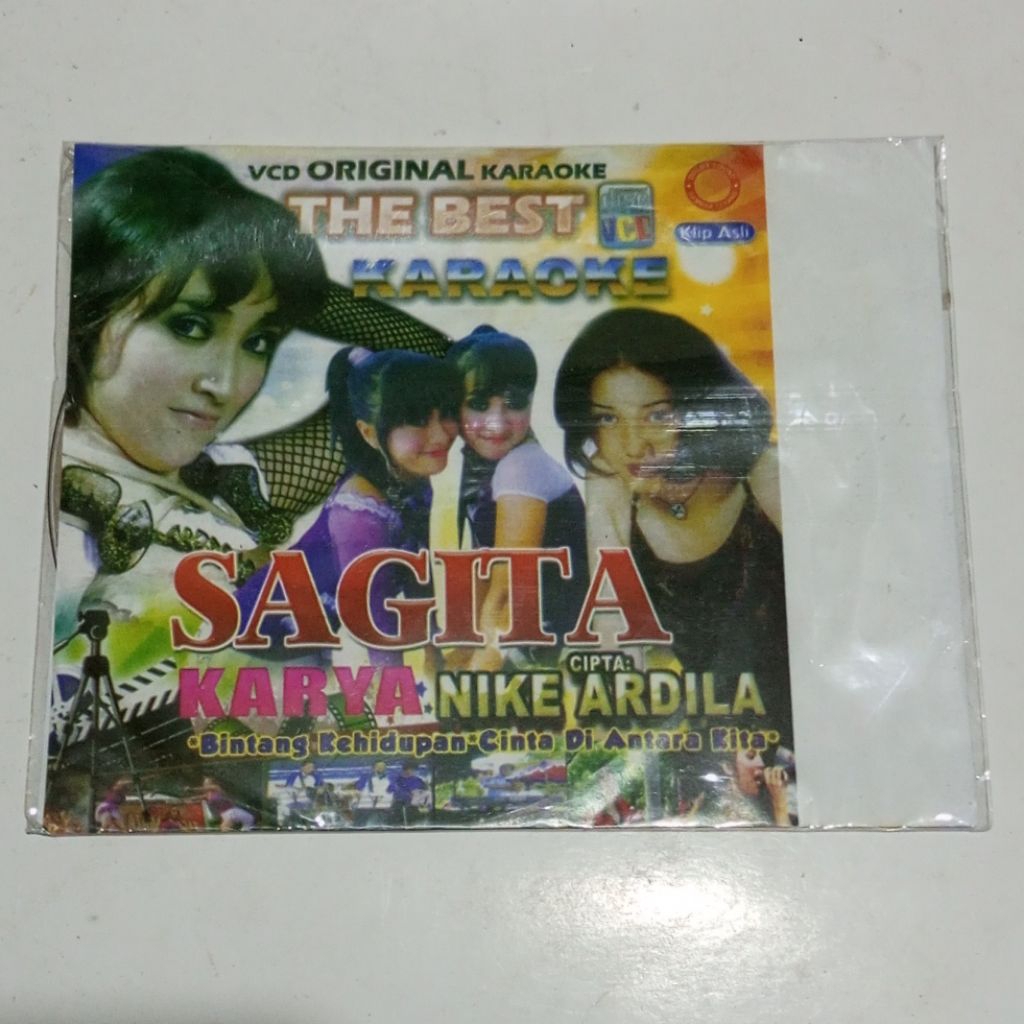 VCD ORIGINAL KARAOKE
THE BEST
VCD
Klip Asli
KARAOKE
SAGITA
CIPTA:
KARYA NIKE ARDILA
*Bintang Kehidupan*Cinta Di Antara Kita*